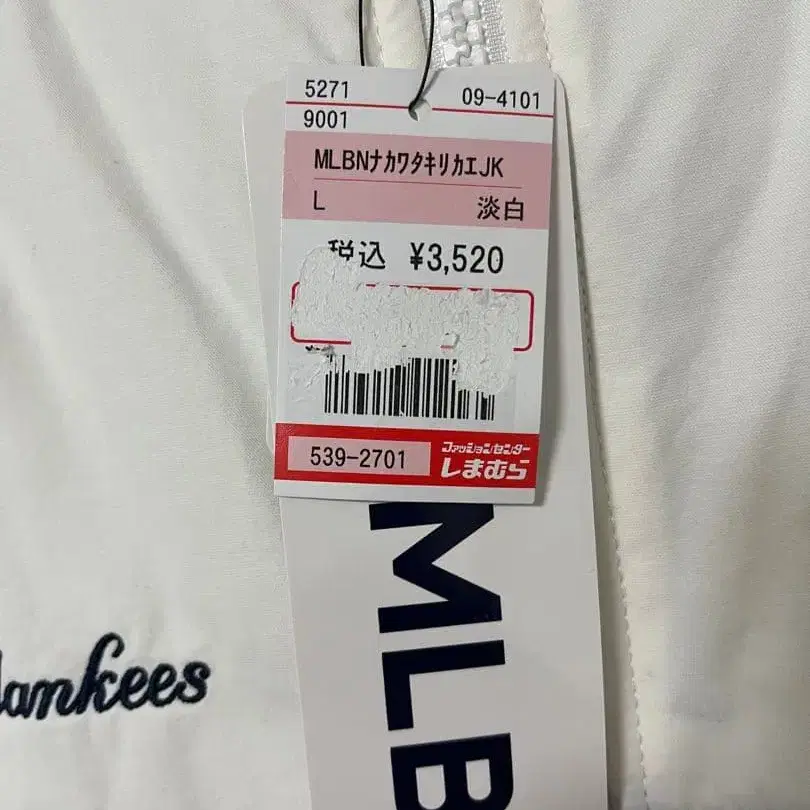 5271
09-4101
9001
MLBNﾅｶﾜﾀｷﾘｶｴJK
L 淡白
税込 ¥3,520
539-2701
ファッションセンター
しまむら
MLB
ankees